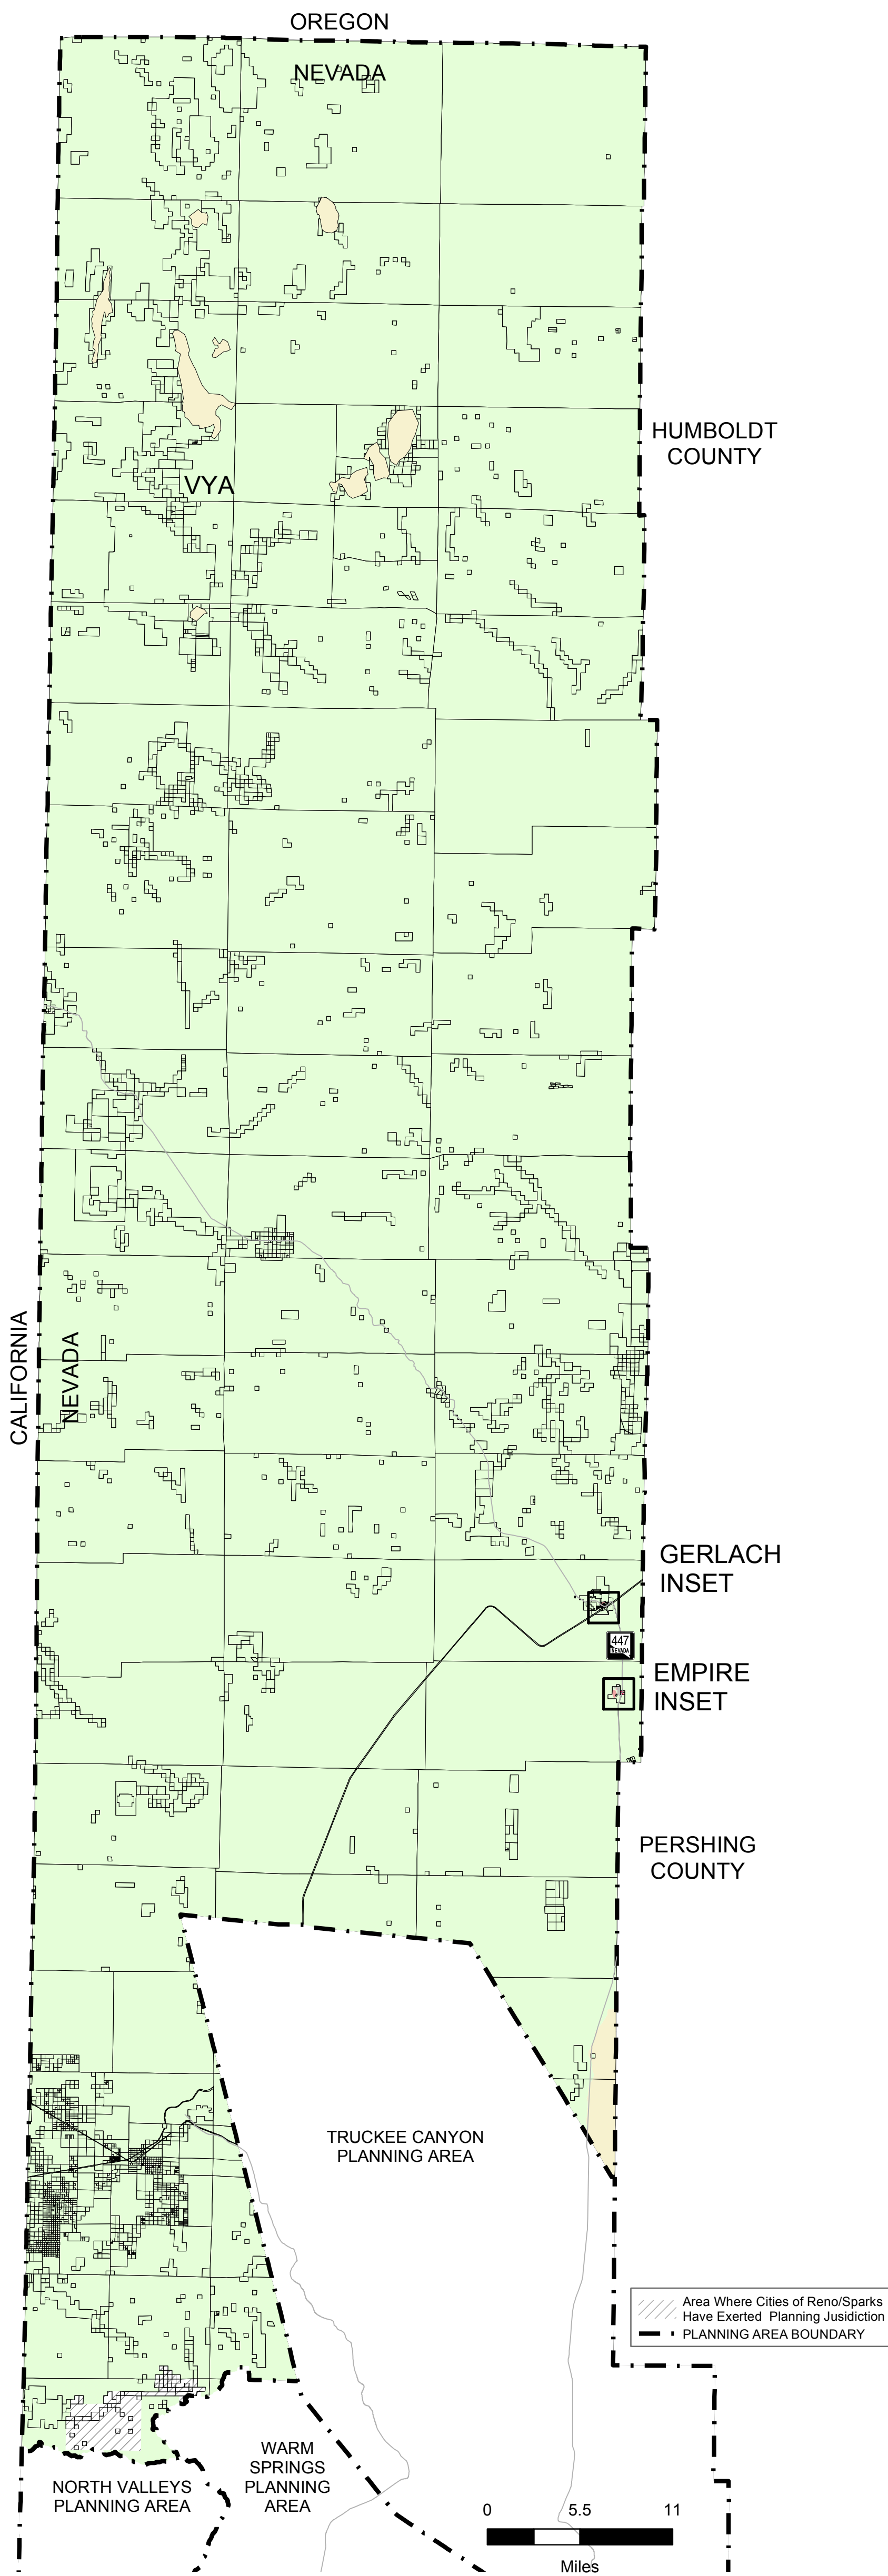 OREGON
NEVADA
HUMBOLDT
COUNTY
VYA
CALIFORNIA
NEVADA
GERLACH
INSET
447
NEVADA
EMPIRE
INSET
PERSHING
COUNTY
TRUCKEE CANYON
PLANNING AREA
Area Where Cities of Reno/Sparks
Have Exerted Planning Jusidiction
PLANNING AREA BOUNDARY
WARM
SPRINGS
PLANNING
AREA
NORTH VALLEYS
PLANNING AREA
0 5.5 11
Miles